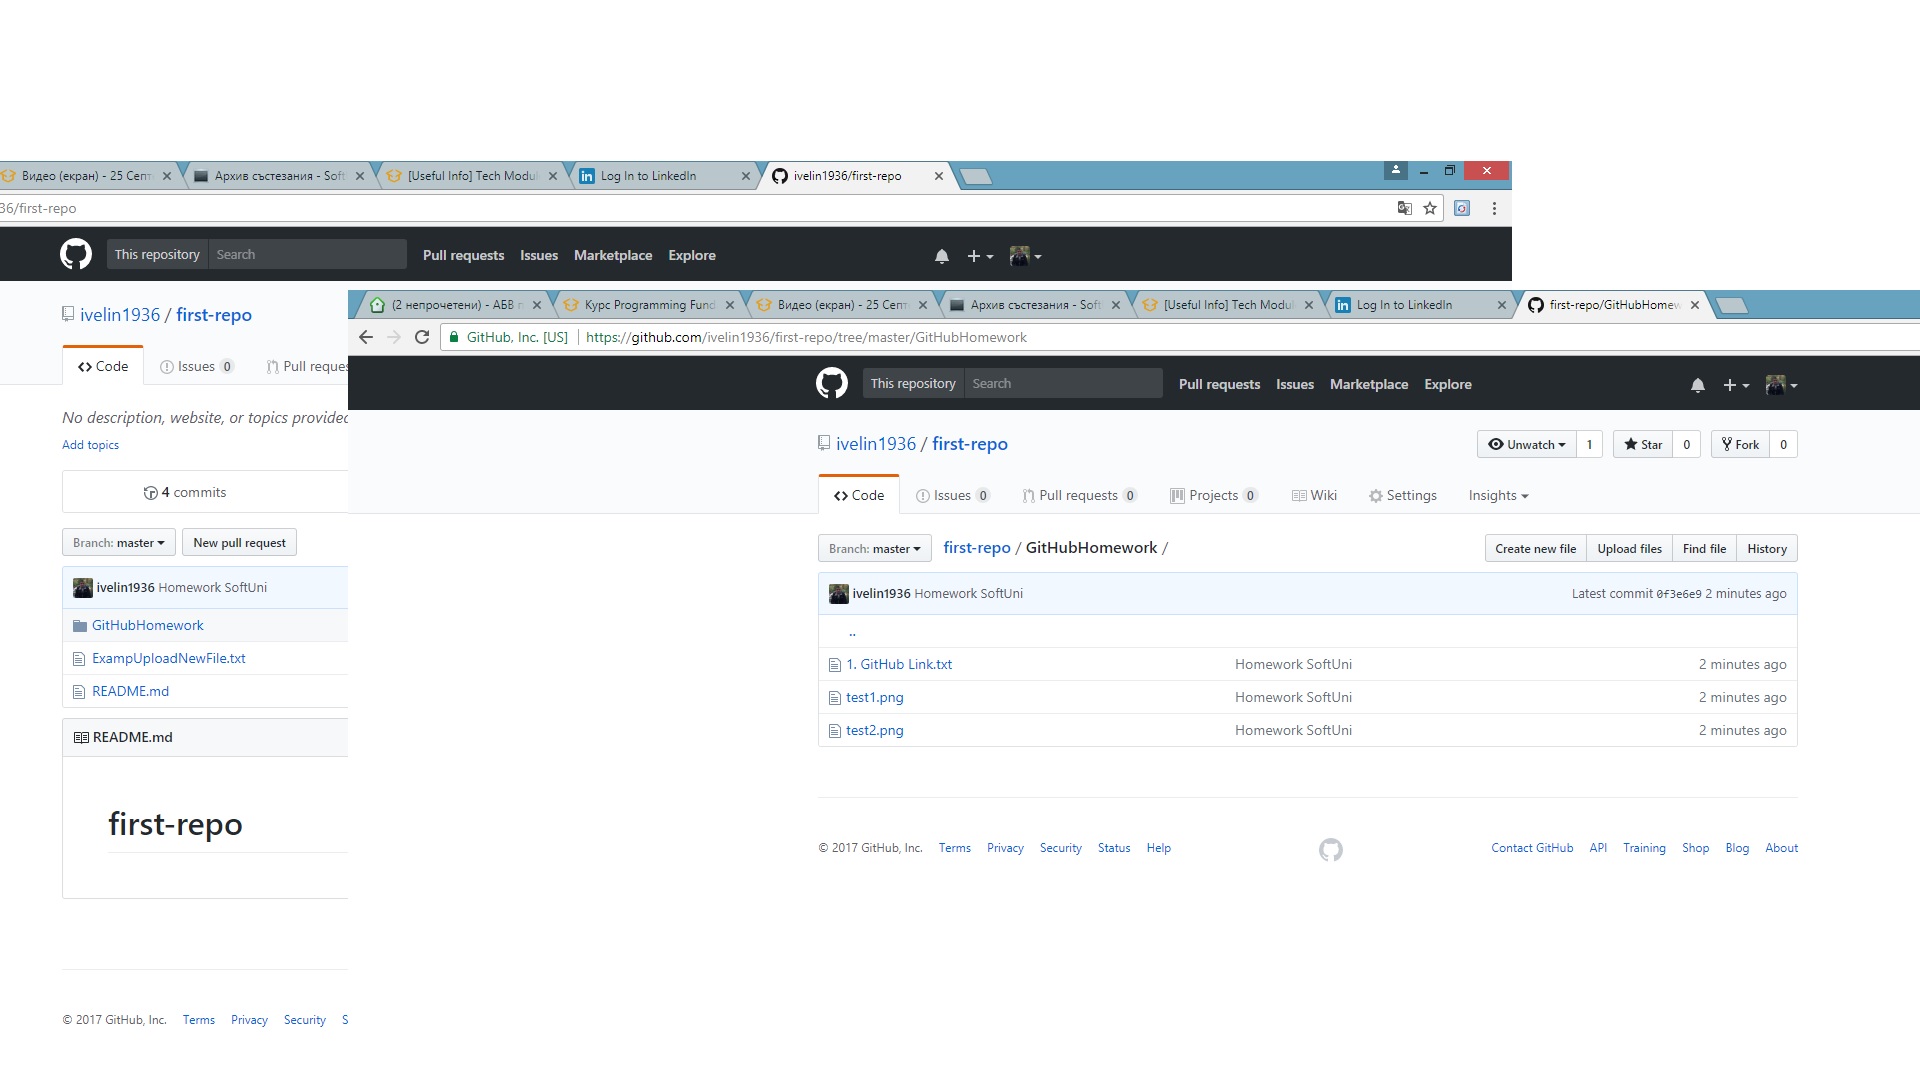 Видео (екран) - 25 Септ
Архив състезания - Soft
[Useful Info] Tech Modul
Log In to LinkedIn
ivelin1936/first-repo
36/first-repo
This repository Search Pull requests Issues Marketplace Explore
ivelin1936 / first-repo
Code Issues 0 Pull reques
No description, website, or topics provided
Add topics
4 commits
Branch: master New pull request
ivelin1936 Homework SoftUni
GitHubHomework
ExampUploadNewFile.txt
README.md
README.md
first-repo
© 2017 GitHub, Inc. Terms Privacy Security S
(2 непрочетени) - АБВ п
Курс Programming Fund
Видео (екран) - 25 Септ
Архив състезания - Soft
[Useful Info] Tech Modul
Log In to LinkedIn
first-repo/GitHubHomew
GitHub, Inc. [US] https://github.com/ivelin1936/first-repo/tree/master/GitHubHomework
This repository Search Pull requests Issues Marketplace Explore
ivelin1936 / first-repo Unwatch 1 Star 0 Fork 0
Code Issues 0 Pull requests 0 Projects 0 Wiki Settings Insights
Branch: master first-repo / GitHubHomework / Create new file Upload files Find file History
ivelin1936 Homework SoftUni Latest commit 0f3e6e9 2 minutes ago
..
1. GitHub Link.txt Homework SoftUni 2 minutes ago
test1.png Homework SoftUni 2 minutes ago
test2.png Homework SoftUni 2 minutes ago
© 2017 GitHub, Inc. Terms Privacy Security Status Help Contact GitHub API Training Shop Blog About